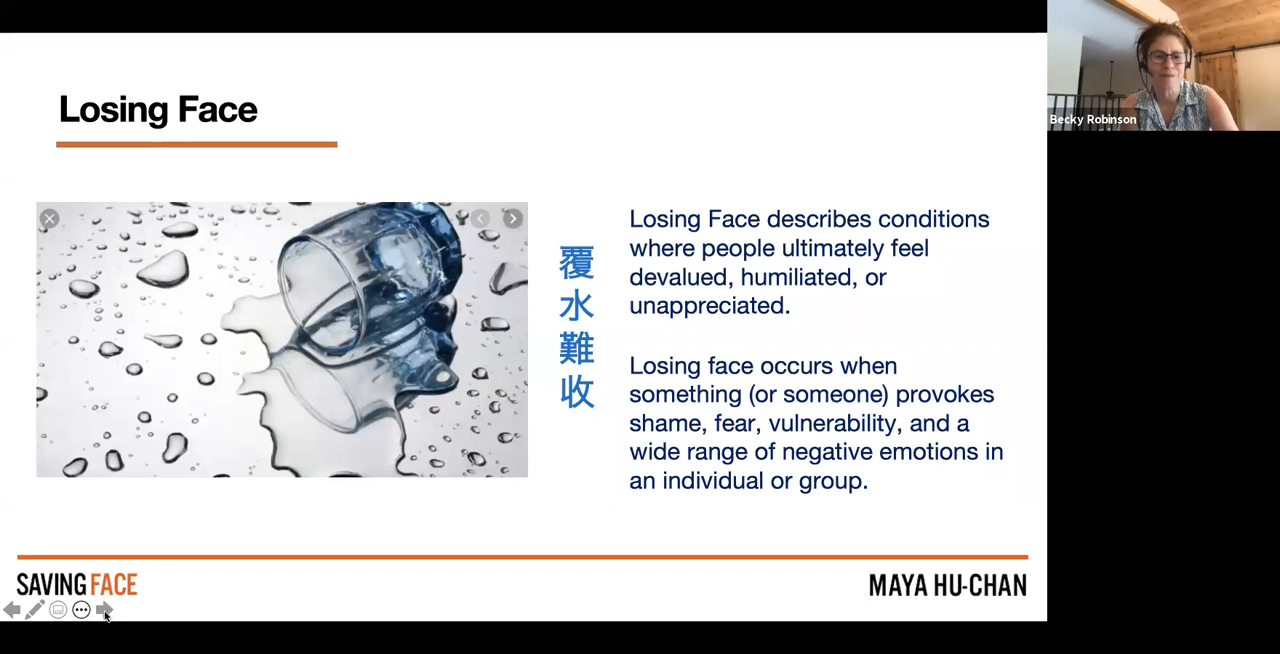 Losing Face
覆
水
難
收
Losing Face describes conditions
where people ultimately feel
devalued, humiliated, or
unappreciated.
Losing face occurs when
something (or someone) provokes
shame, fear, vulnerability, and a
wide range of negative emotions in
an individual or group.
SAVING FACE
MAYA HU-CHAN
Becky Robinson